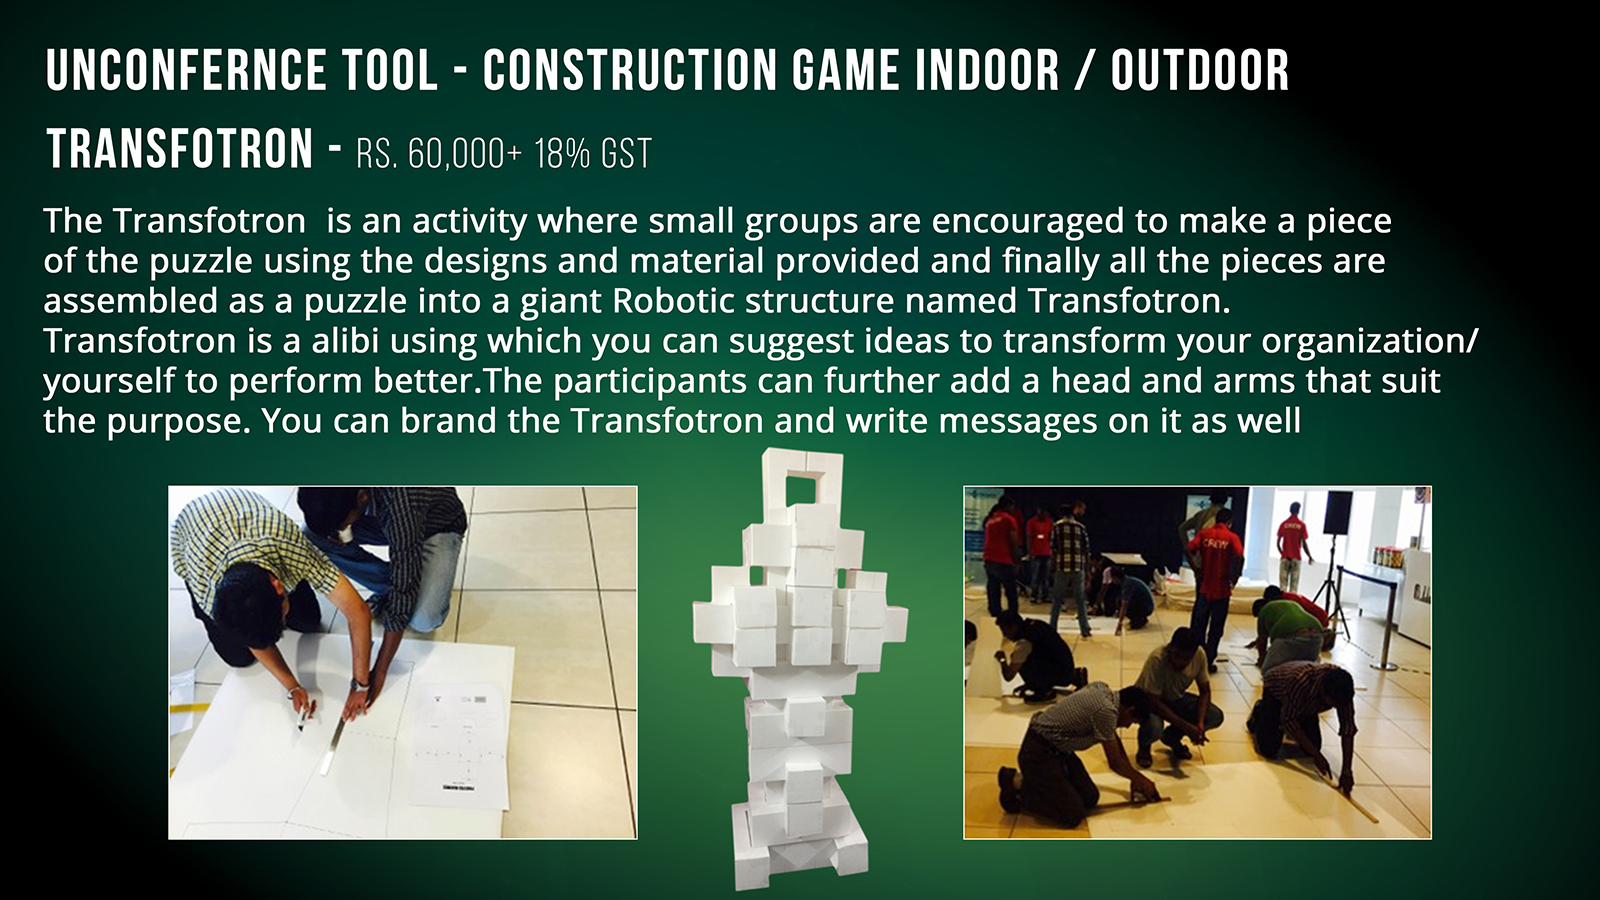 UNCONFERNCE TOOL - CONSTRUCTION GAME INDOOR / OUTDOOR
TRANSFOTRON - RS. 60,000+ 18% GST
The Transfotron is an activity where small groups are encouraged to make a piece
of the puzzle using the designs and material provided and finally all the pieces are
assembled as a puzzle into a giant Robotic structure named Transfotron.
Transfotron is a alibi using which you can suggest ideas to transform your organization/
yourself to perform better.The participants can further add a head and arms that suit
the purpose. You can brand the Transfotron and write messages on it as well
CREW
CREW